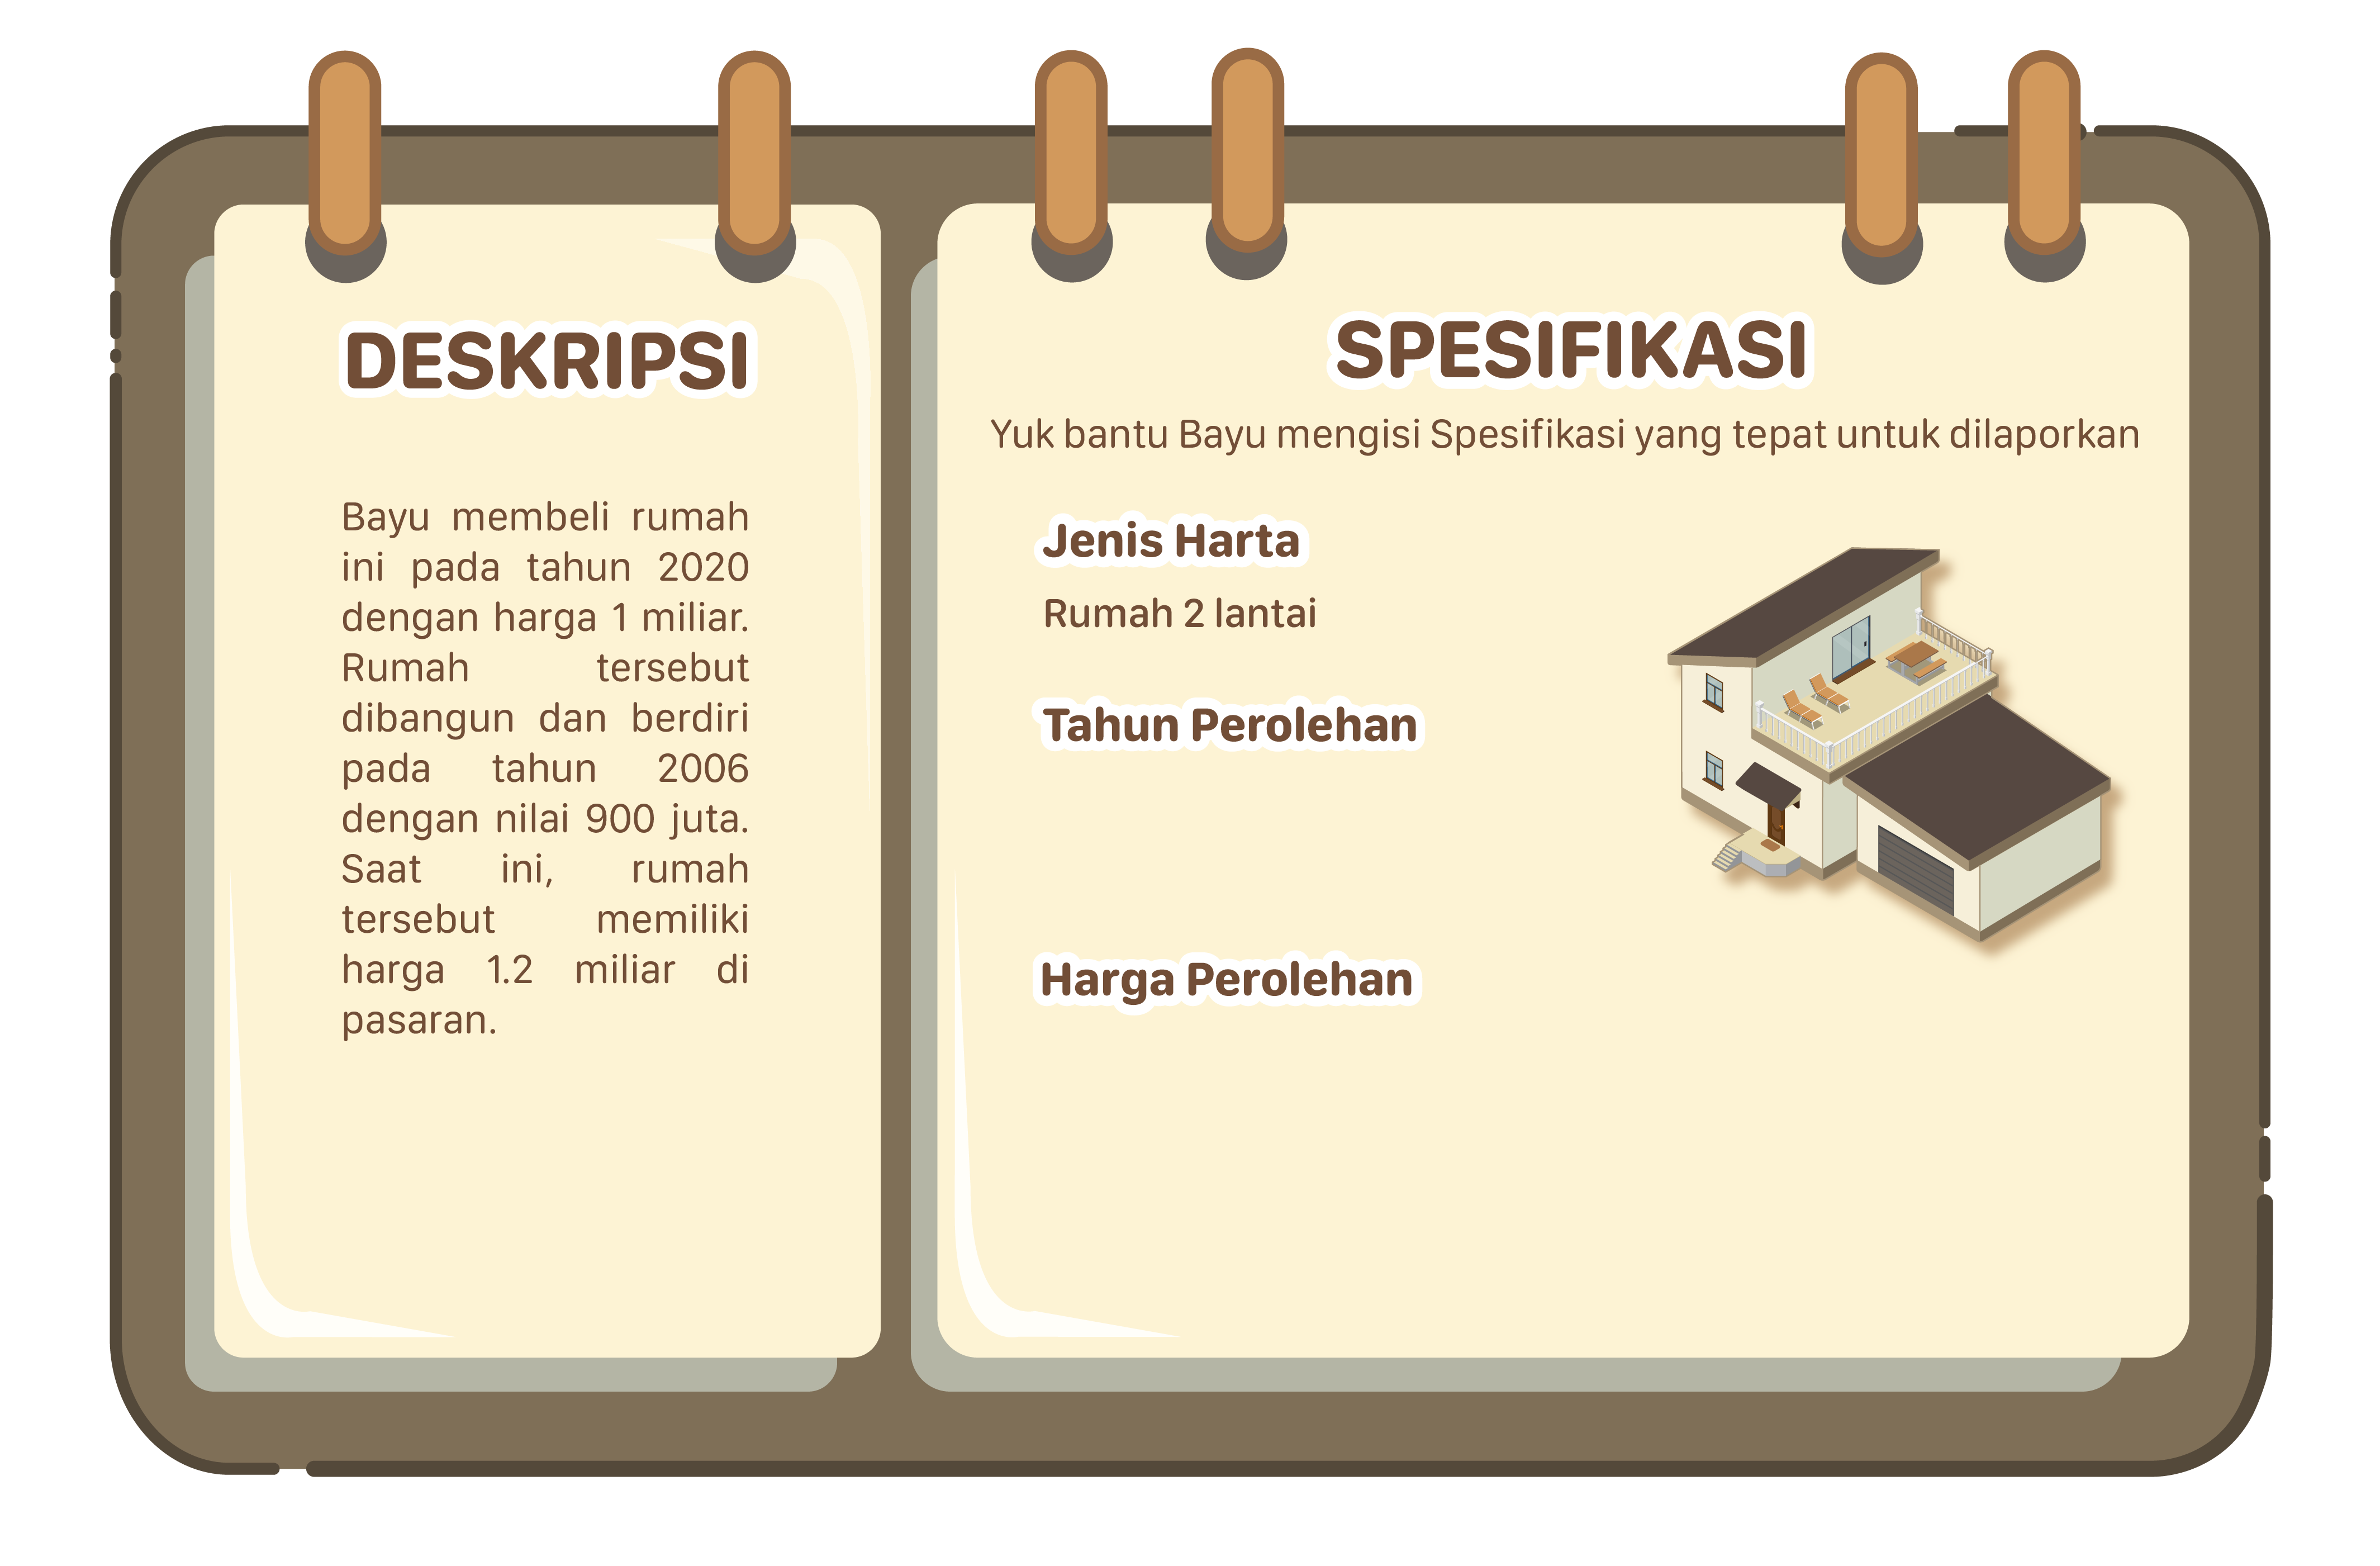 DESKRIPSI
Bayu membeli rumah
ini pada tahun 2020
dengan harga 1 miliar.
Rumah tersebut
dibangun dan berdiri
pada tahun 2006
dengan nilai 900 juta.
Saat ini, rumah
tersebut memiliki
harga 1.2 miliar di
pasaran.
SPESIFIKASI
Yuk bantu Bayu mengisi Spesifikasi yang tepat untuk dilaporkan
Jenis Harta
Rumah 2 lantai
Tahun Perolehan
Harga Perolehan